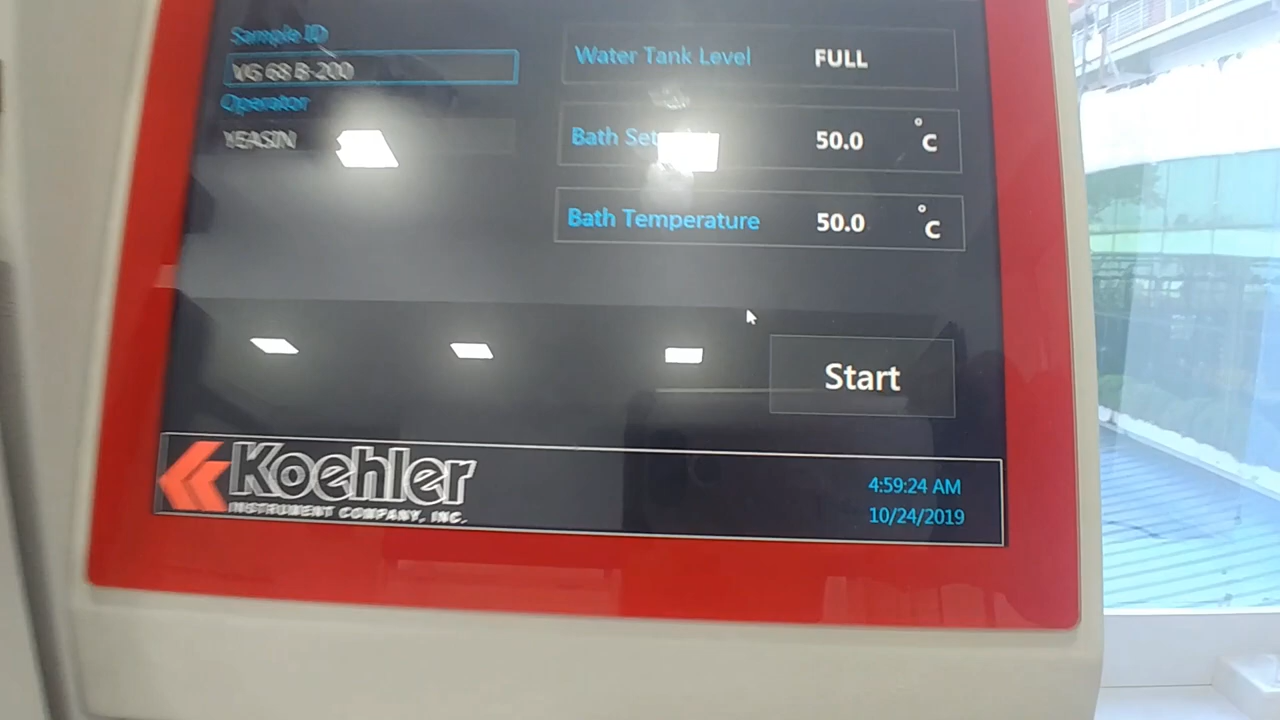 Sample ID
VG 68 B-200
Operator
YEASIN
Water Tank Level FULL
Bath 50.0 °C
Bath Temperature 50.0 °C
Start
Koehler
INSTRUMENT COMPANY, INC.
4:59:24 AM
10/24/2019